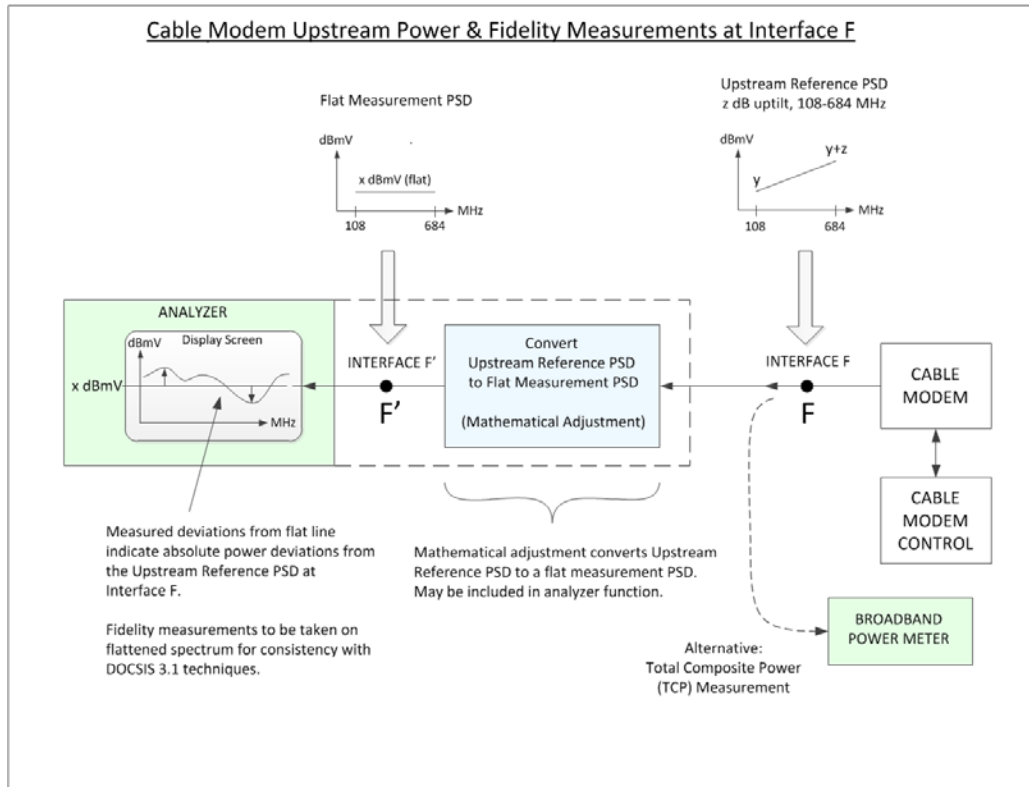 Cable Modem Upstream Power & Fidelity Measurements at Interface F
Flat Measurement PSD
dBmV
x dBmV (flat)
MHz
108
684
Upstream Reference PSD
z dB uptilt, 108-684 MHz
dBmV
y
y+z
MHz
108
684
ANALYZER
Display Screen
dBmV
x dBmV
MHz
INTERFACE F'
F'
Convert
Upstream Reference PSD
to Flat Measurement PSD
(Mathematical Adjustment)
INTERFACE F
F
CABLE
MODEM
CABLE
MODEM
CONTROL
Measured deviations from flat line
indicate absolute power deviations from
the Upstream Reference PSD at
Interface F.
Fidelity measurements to be taken on
flattened spectrum for consistency with
DOCSIS 3.1 techniques.
Mathematical adjustment converts Upstream
Reference PSD to a flat measurement PSD.
May be included in analyzer function.
Alternative:
Total Composite Power
(TCP) Measurement
BROADBAND
POWER METER